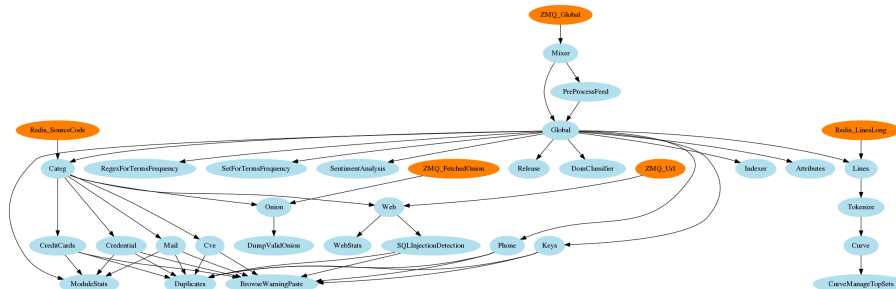 ZMQ_Global
Mixer
PreProcessFeed
Redis_SourceCode
Global
Redis_LinesLong
Categ
RegexForTermsFrequency
SetForTermsFrequency
SentimentAnalysis
ZMQ_FetchedOnion
Release
DomClassifier
ZMQ_Url
Indexer
Attributes
Lines
Onion
Web
Tokenize
CreditCards
Credential
Mail
Cve
DumpValidOnion
WebStats
SQLInjectionDetection
Phone
Keys
Curve
ModuleStats
Duplicates
BrowseWarningPaste
CurveManageTopSets